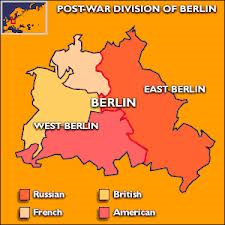 POST-WAR DIVISION OF BERLIN
EAST BERLIN
BERLIN
WEST BERLIN
Russian
British
French
American